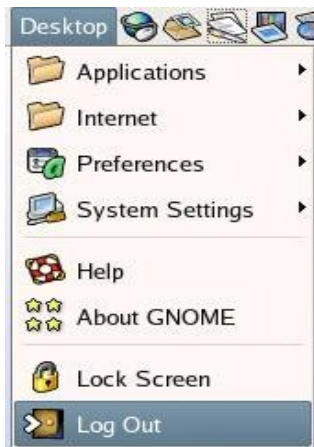 Desktop
Applications
Internet
Preferences
System Settings
Help
About GNOME
Lock Screen
Log Out